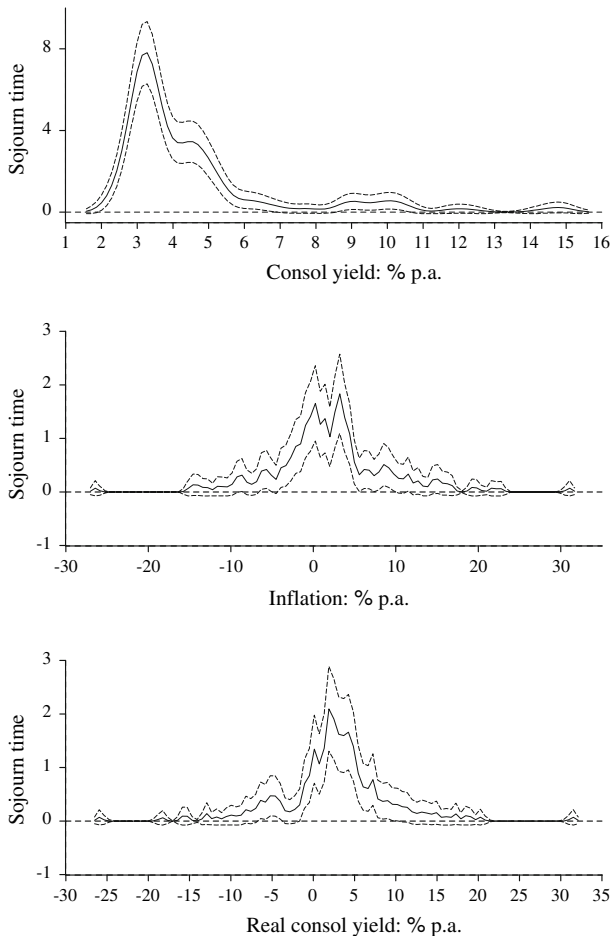 8
4
0
Sojourn time
1 2 3 4 5 6 7 8 9 10 11 12 13 14 15 16
Consol yield: % p.a.
3
2
1
0
-1
Sojourn time
-30 -20 -10 0 10 20 30
Inflation: % p.a.
3
2
1
0
-1
Sojourn time
-30 -25 -20 -15 -10 -5 0 5 10 15 20 25 30 35
Real consol yield: % p.a.